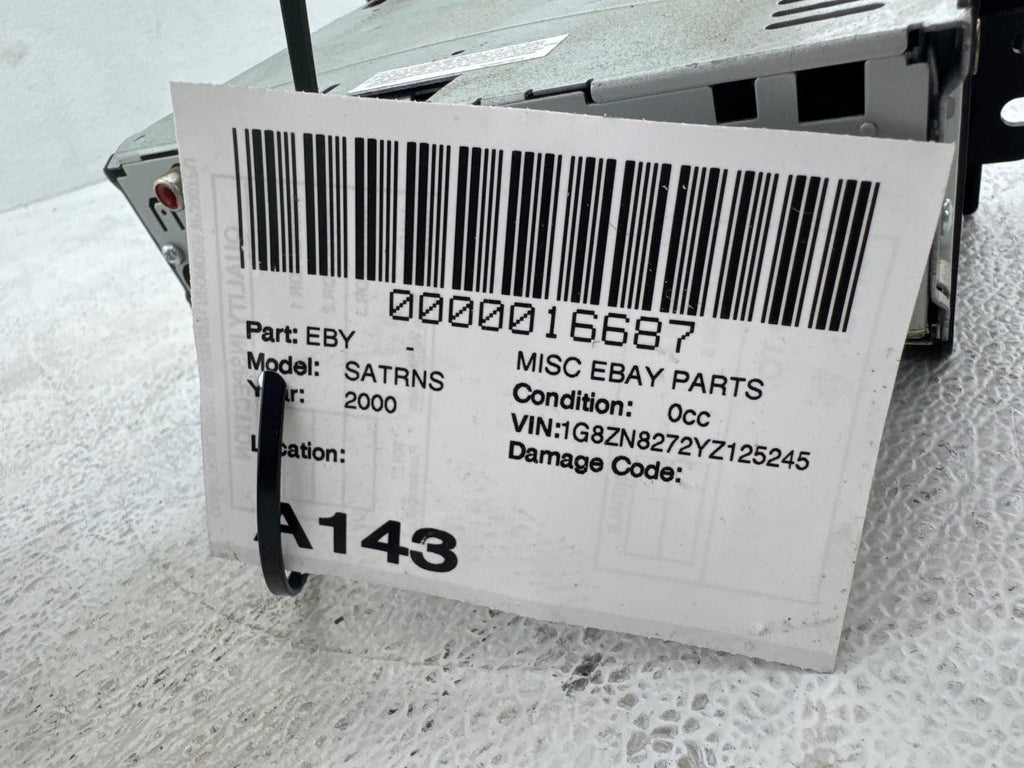 0000016687
Part: EBY - MISC EBAY PARTS
Model: SATRNS Condition: 0cc
Year: 2000 VIN:1G8ZN8272YZ125245
Location: Damage Code:
A143